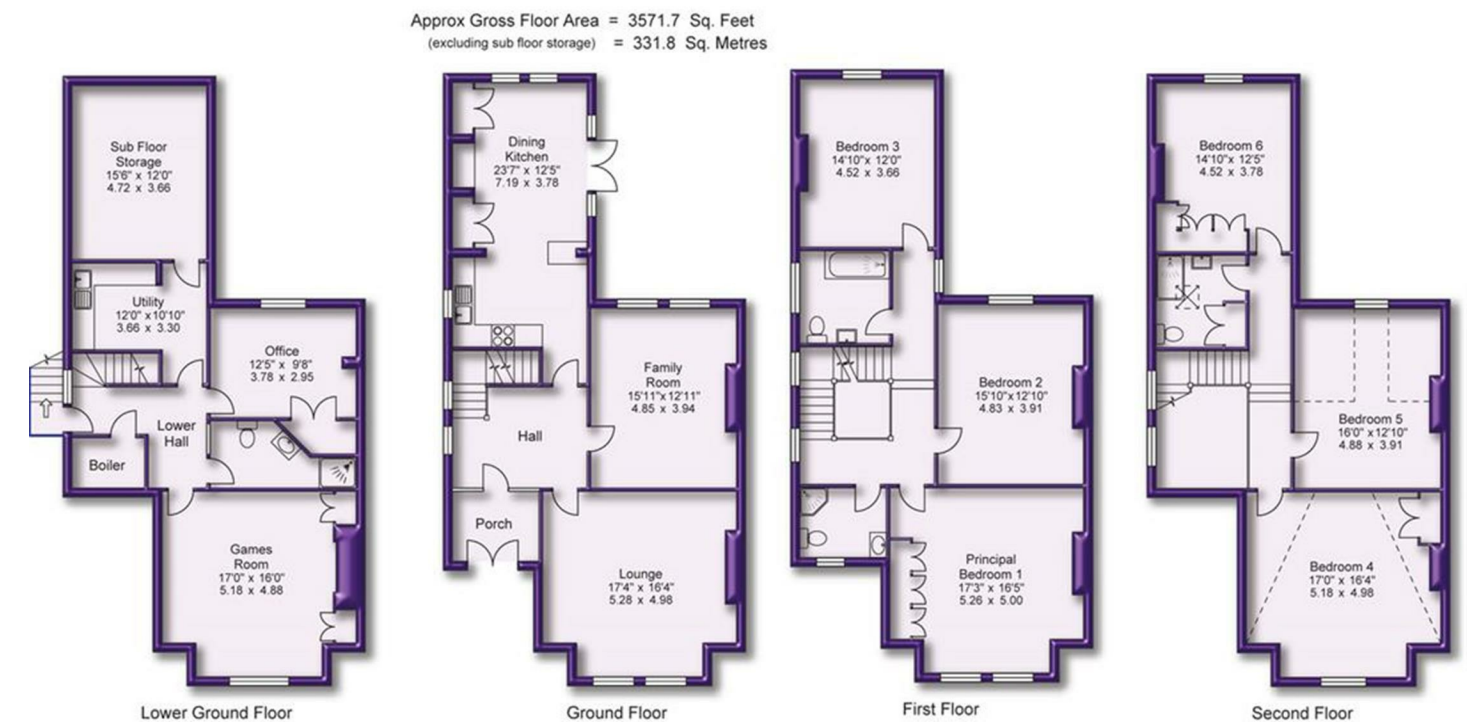 Approx Gross Floor Area = 3571.7 Sq. Feet
(excluding sub floor storage) = 331.8 Sq. Metres
Sub Floor
Storage
15'6" x 12'0"
4.72 x 3.66
Utility
12'0" x10'10"
3.66 x 3.30
Office
12'5" x 9'8"
3.78 x 2.95
Lower
Hall
Boiler
Games
Room
17'0" x 16'0"
5.18 x 4.88
Lower Ground Floor
Dining
Kitchen
23'7" x 12'5"
7.19 x 3.78
Family
Room
15'11"x12'11"
4.85 x 3.94
Hall
Porch
Lounge
17'4" x 16'4"
5.28 x 4.98
Ground Floor
Bedroom 3
14'10"x 12'0"
4.52 x 3.66
Bedroom 2
15'10"x12'10"
4.83 x 3.91
Principal
Bedroom 1
17'3" x 16'5"
5.26 x 5.00
First Floor
Bedroom 6
14'10" x 12'5"
4.52 x 3.78
Bedroom 5
16'0" x12'10"
4.88 x 3.91
Bedroom 4
17'0" x 16'4"
5.18 x 4.98
Second Floor